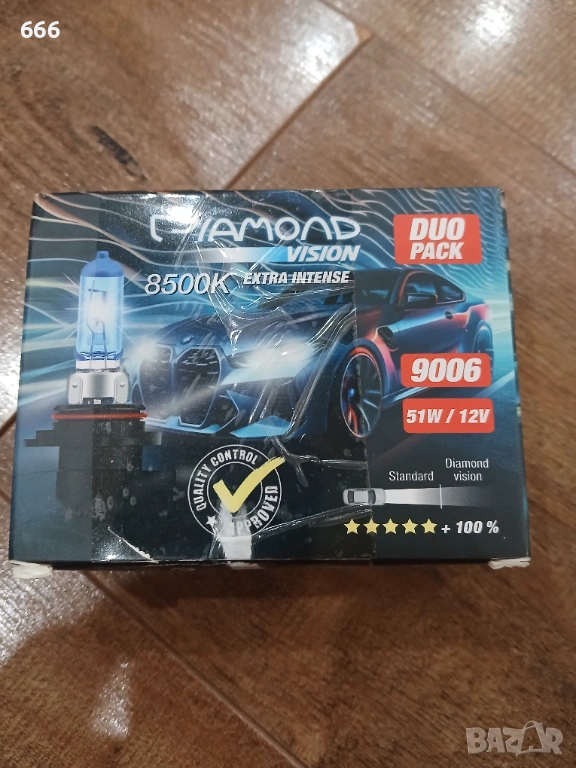 666
DIAMOND
VISION
8500K EXTRA INTENSE
DUO
PACK
9006
51W / 12V
QUALITY CONTROL
APPROVED
Standard
Diamond
vision
+ 100 %
BAZAR